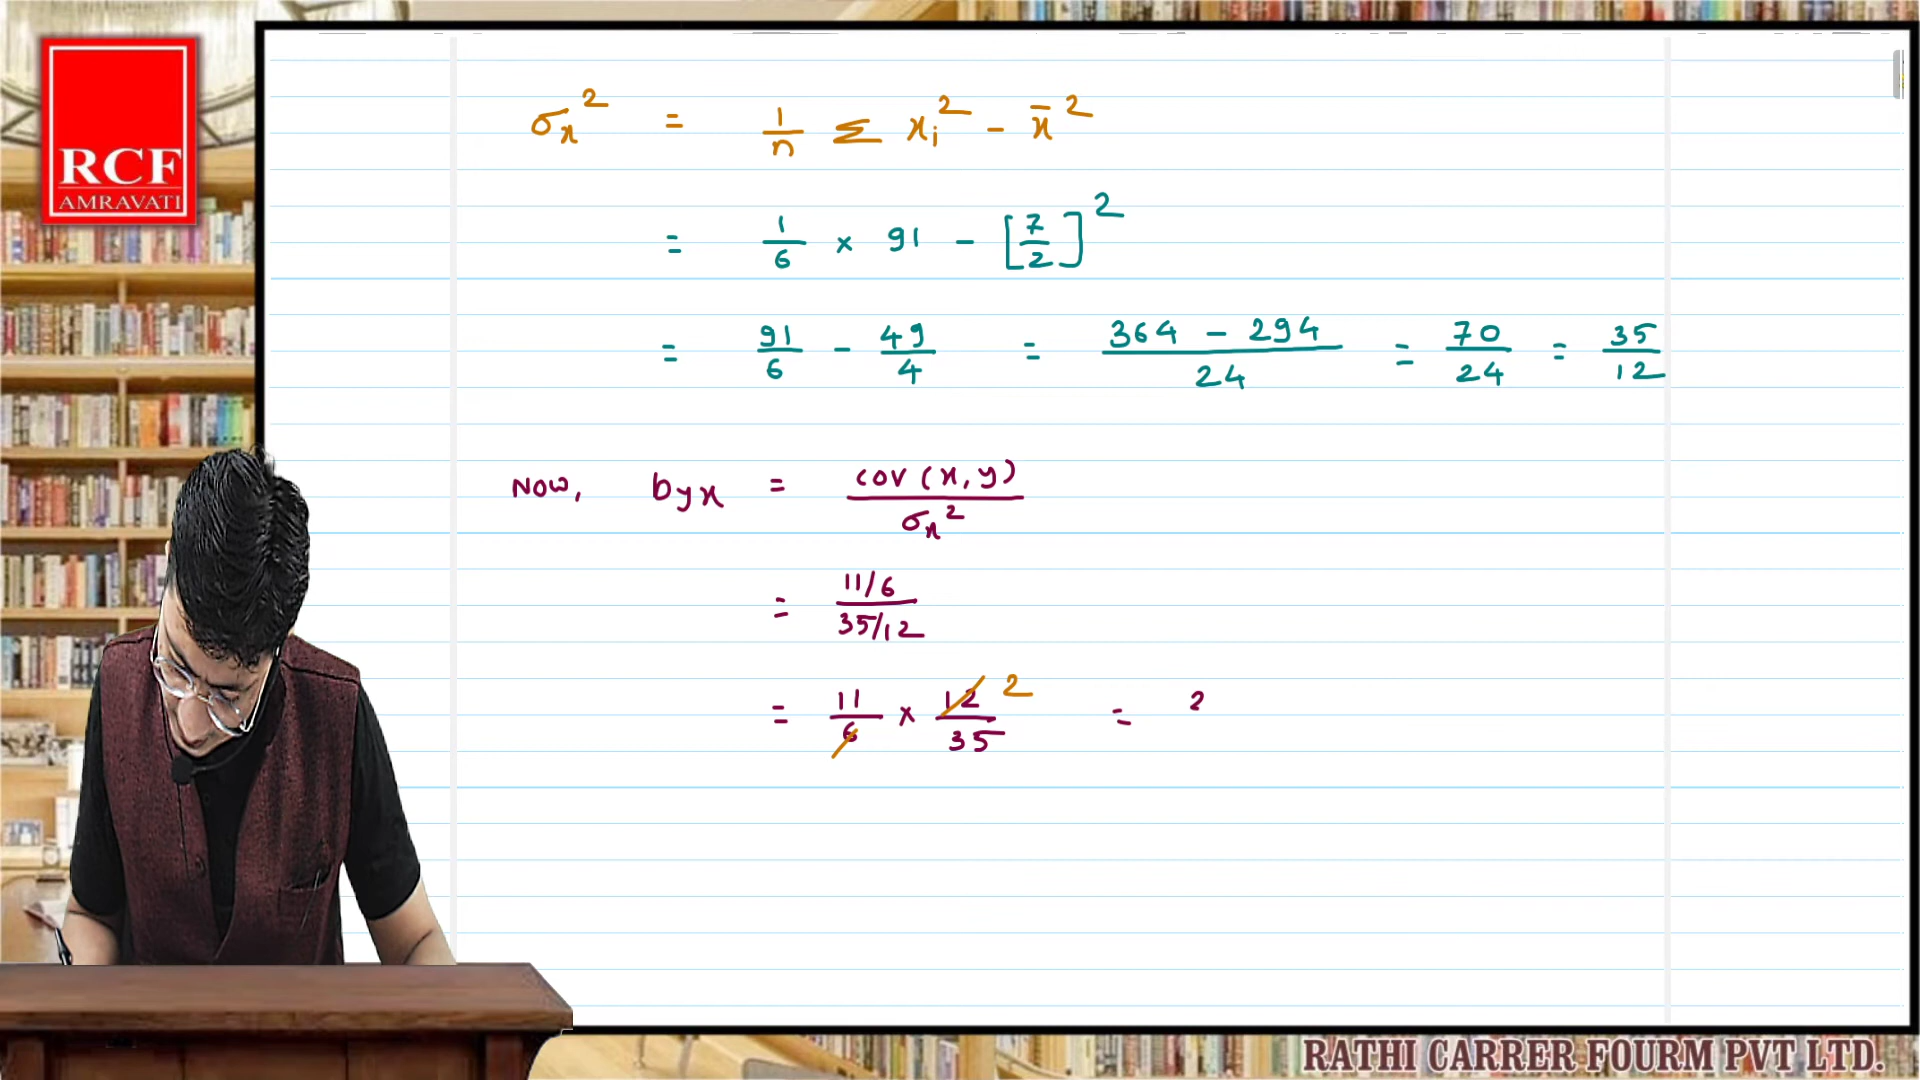 RCF
AMRAVATI
σx² = 1/n Σ xi² - x̄²
= 1/6 × 91 - [7/2]²
= 91/6 - 49/4 = 364 - 294/24 = 70/24 = 35/12
Now, byx = cov(x,y)/σx²
= 11/6/35/12
= 11/6 × 12/35 2 = 2
RATHI CARRER FOURM PVT LTD.